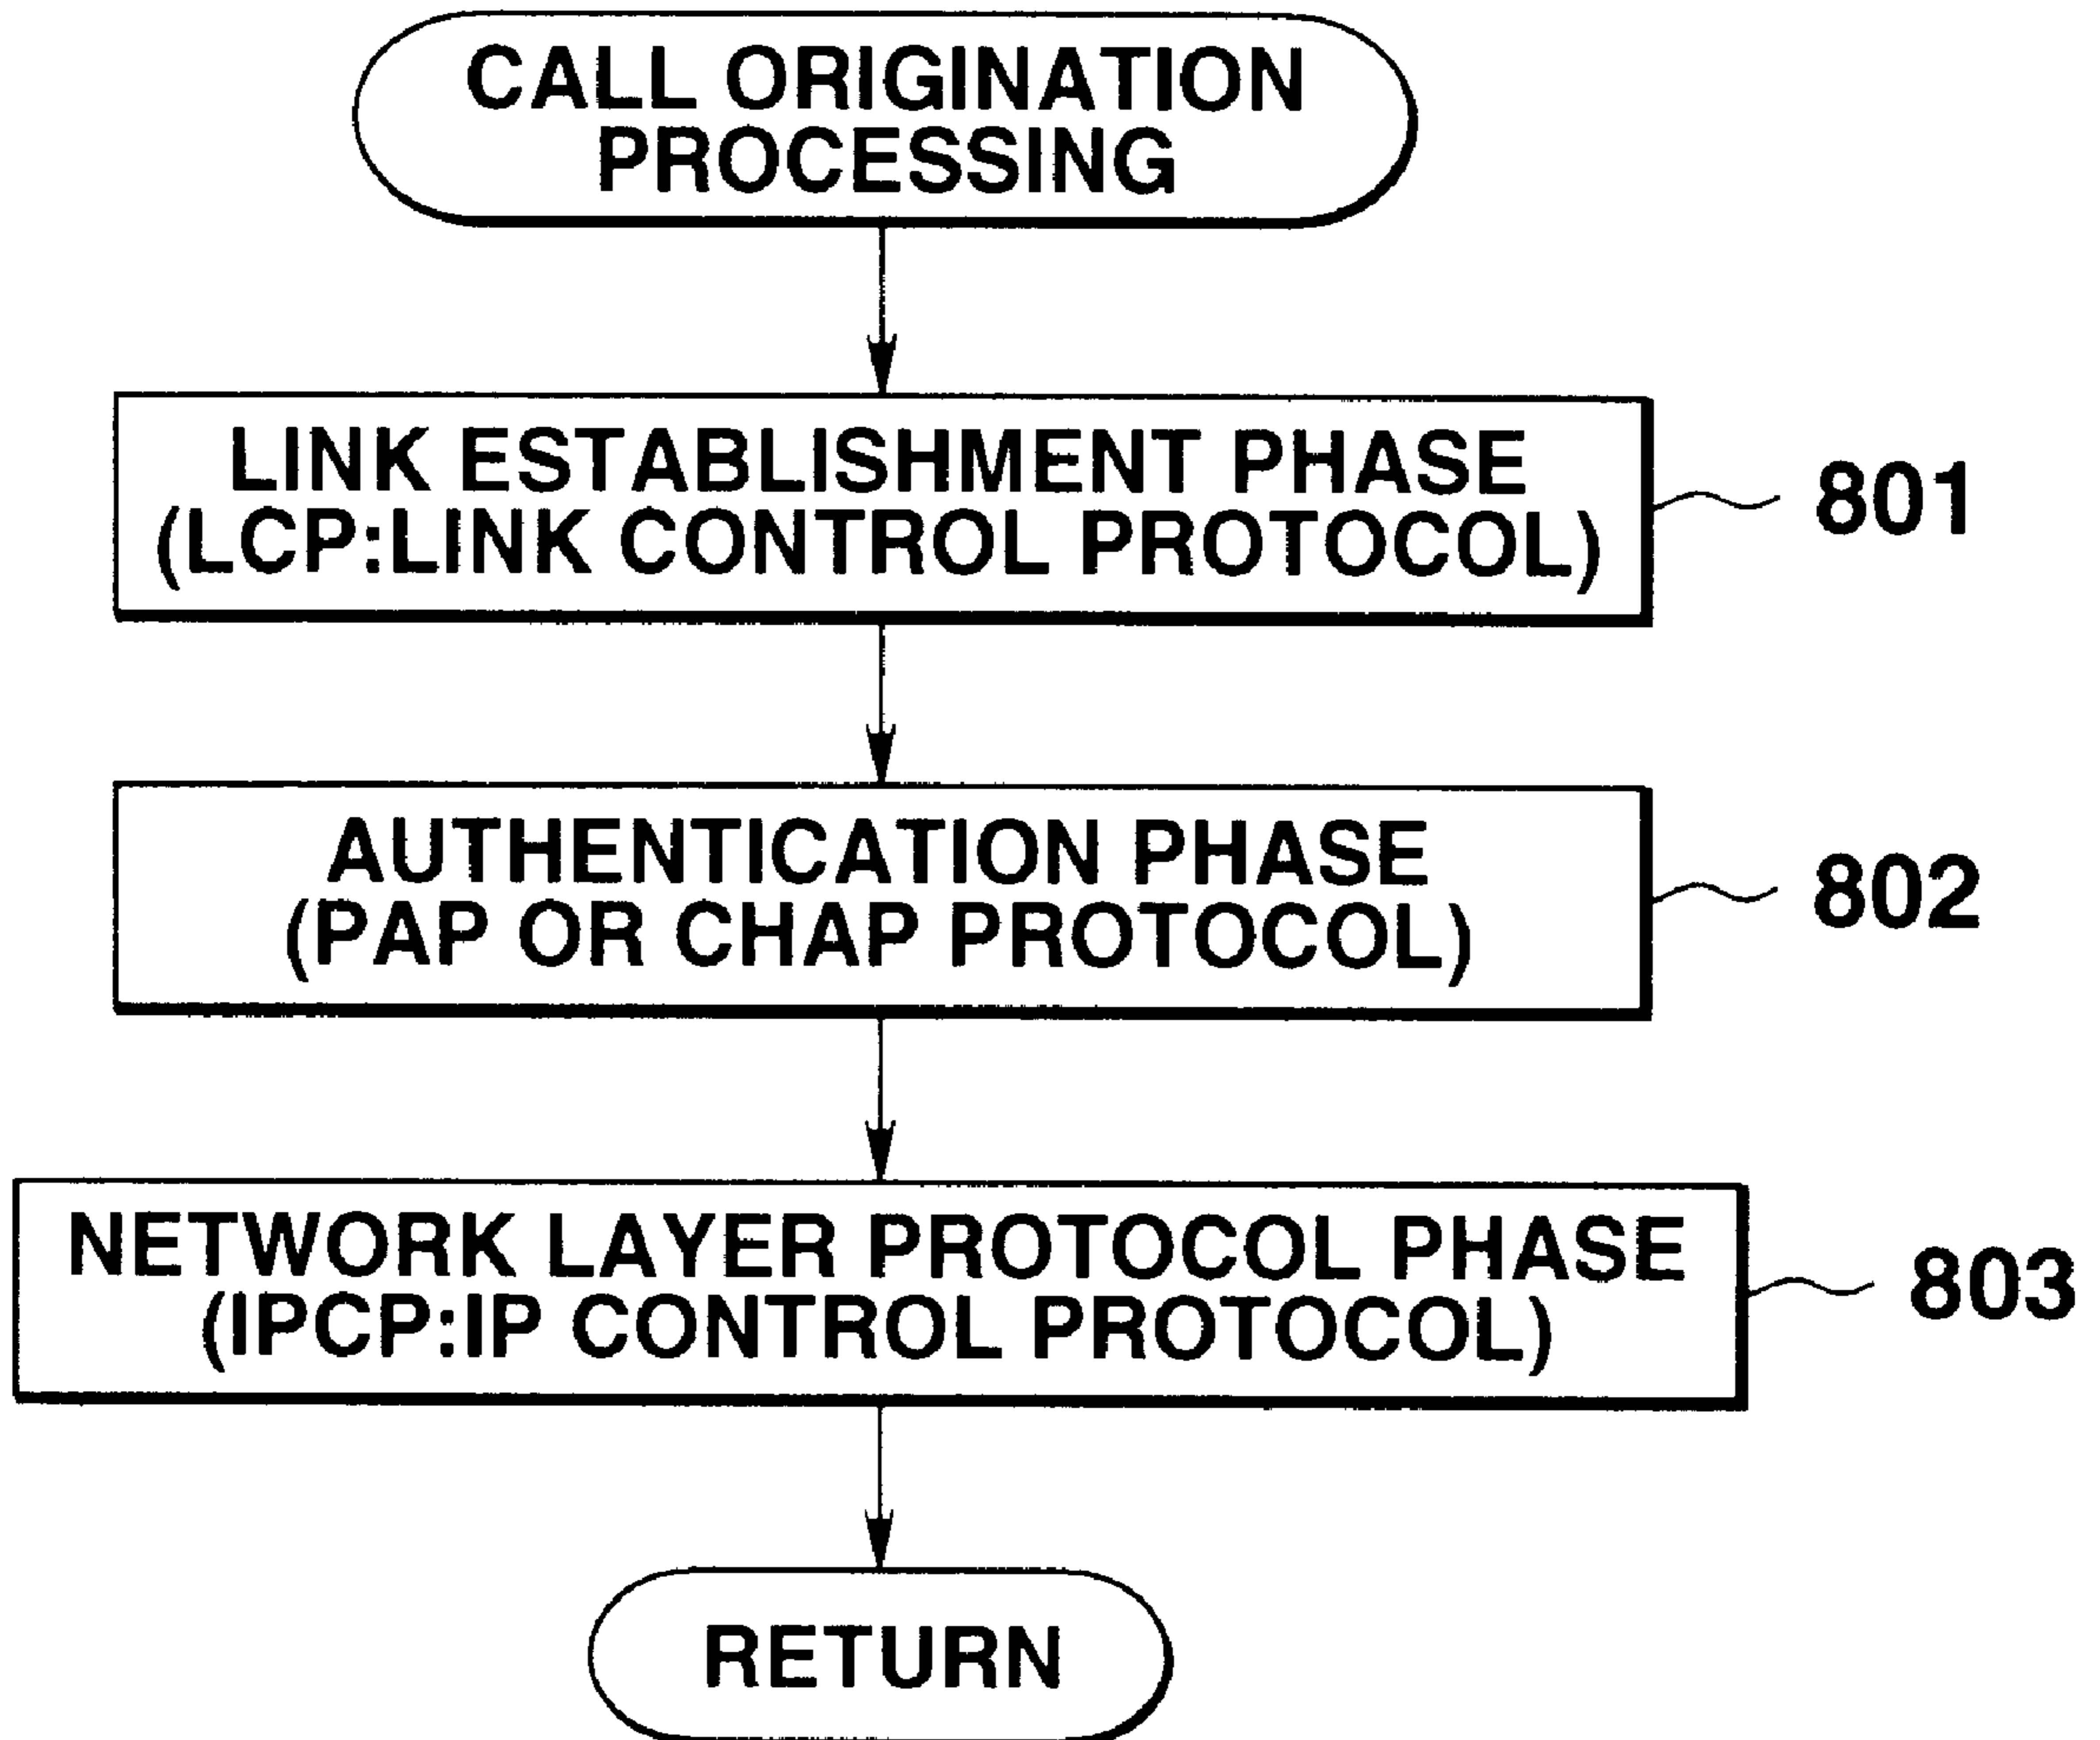 CALL ORIGINATION
PROCESSING
LINK ESTABLISHMENT PHASE
(LCP:LINK CONTROL PROTOCOL)
801
AUTHENTICATION PHASE
(PAP OR CHAP PROTOCOL)
802
NETWORK LAYER PROTOCOL PHASE
(IPCP:IP CONTROL PROTOCOL)
803
RETURN